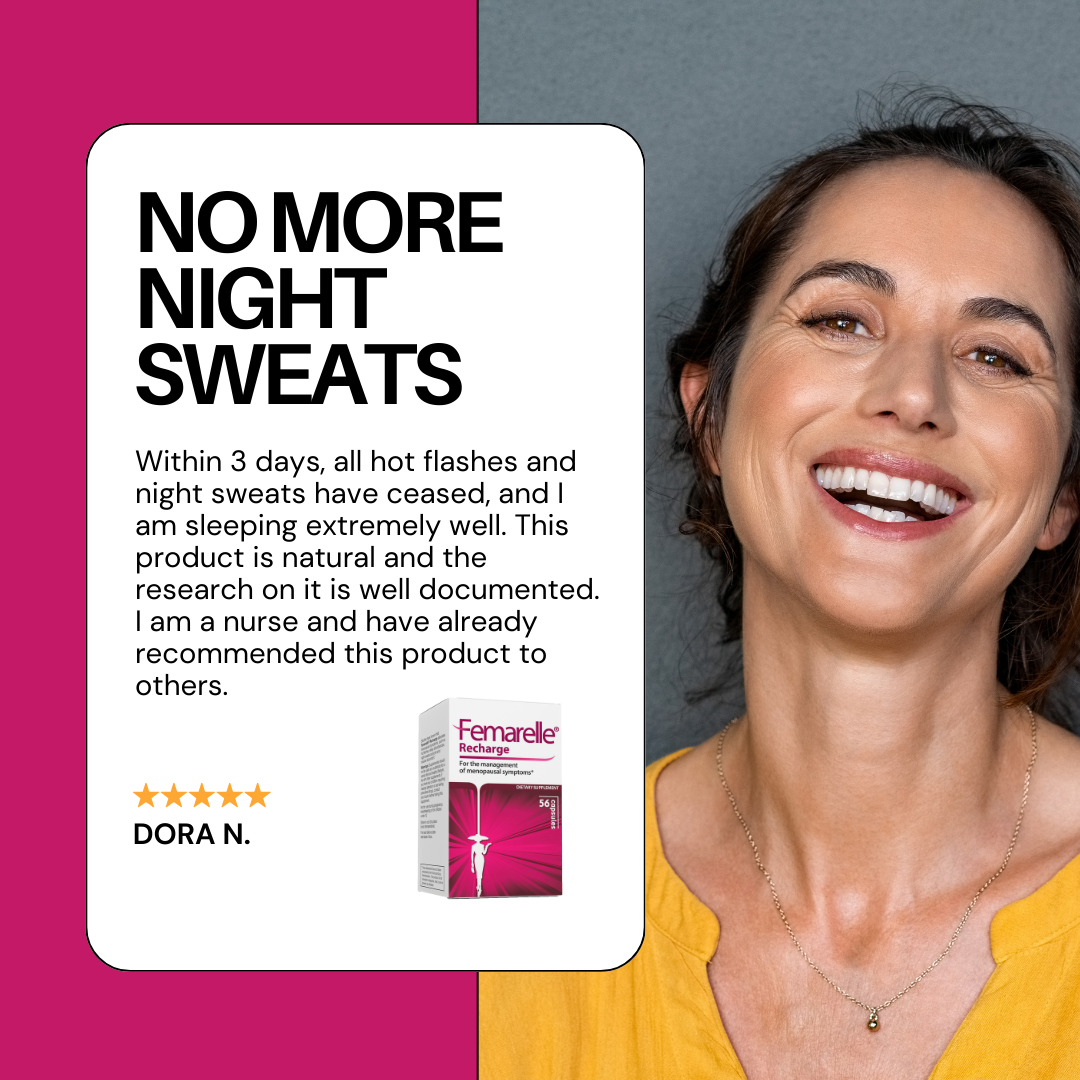 NO MORE
NIGHT
SWEATS
Within 3 days, all hot flashes and
night sweats have ceased, and I
am sleeping extremely well. This
product is natural and the
research on it is well documented.
I am a nurse and have already
recommended this product to
others.
DORA N.
Femarelle®
Recharge
For the management
of menopausal symptoms*
DIETARY SUPPLEMENT
56 capsules